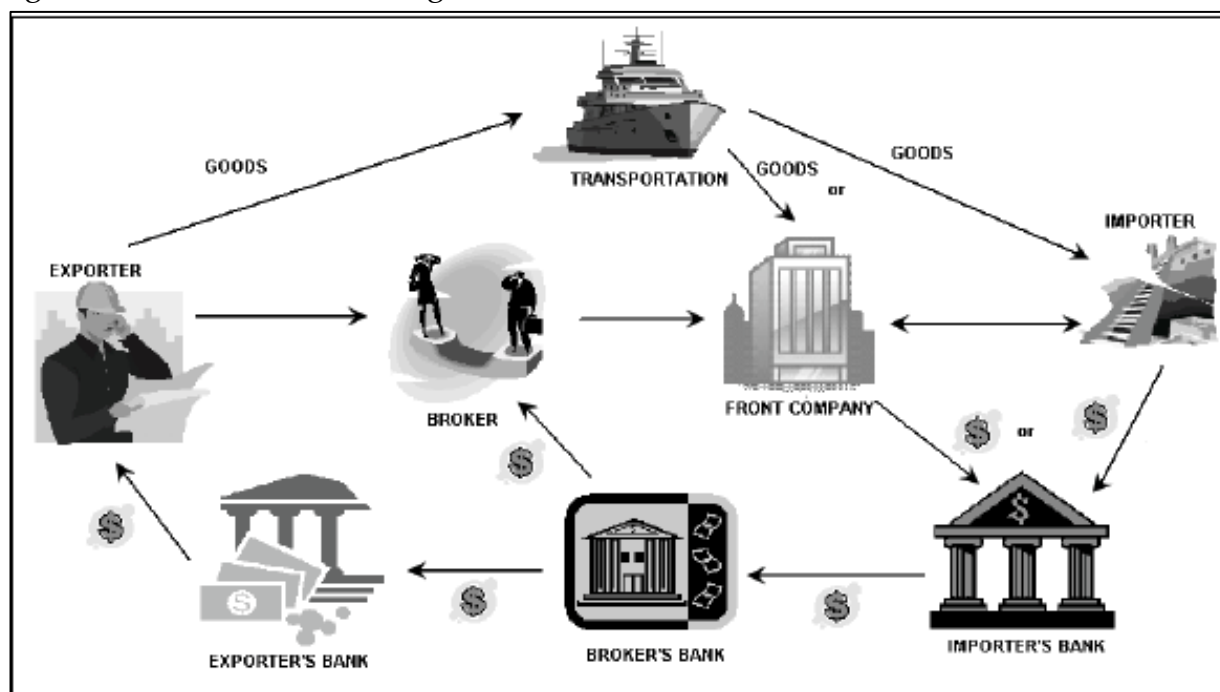 GOODS
GOODS
GOODS
or
TRANSPORTATION
IMPORTER
EXPORTER
BROKER
FRONT COMPANY
$
$
or
$
$
$
$
$
$
$
EXPORTER'S BANK
BROKER'S BANK
IMPORTER'S BANK